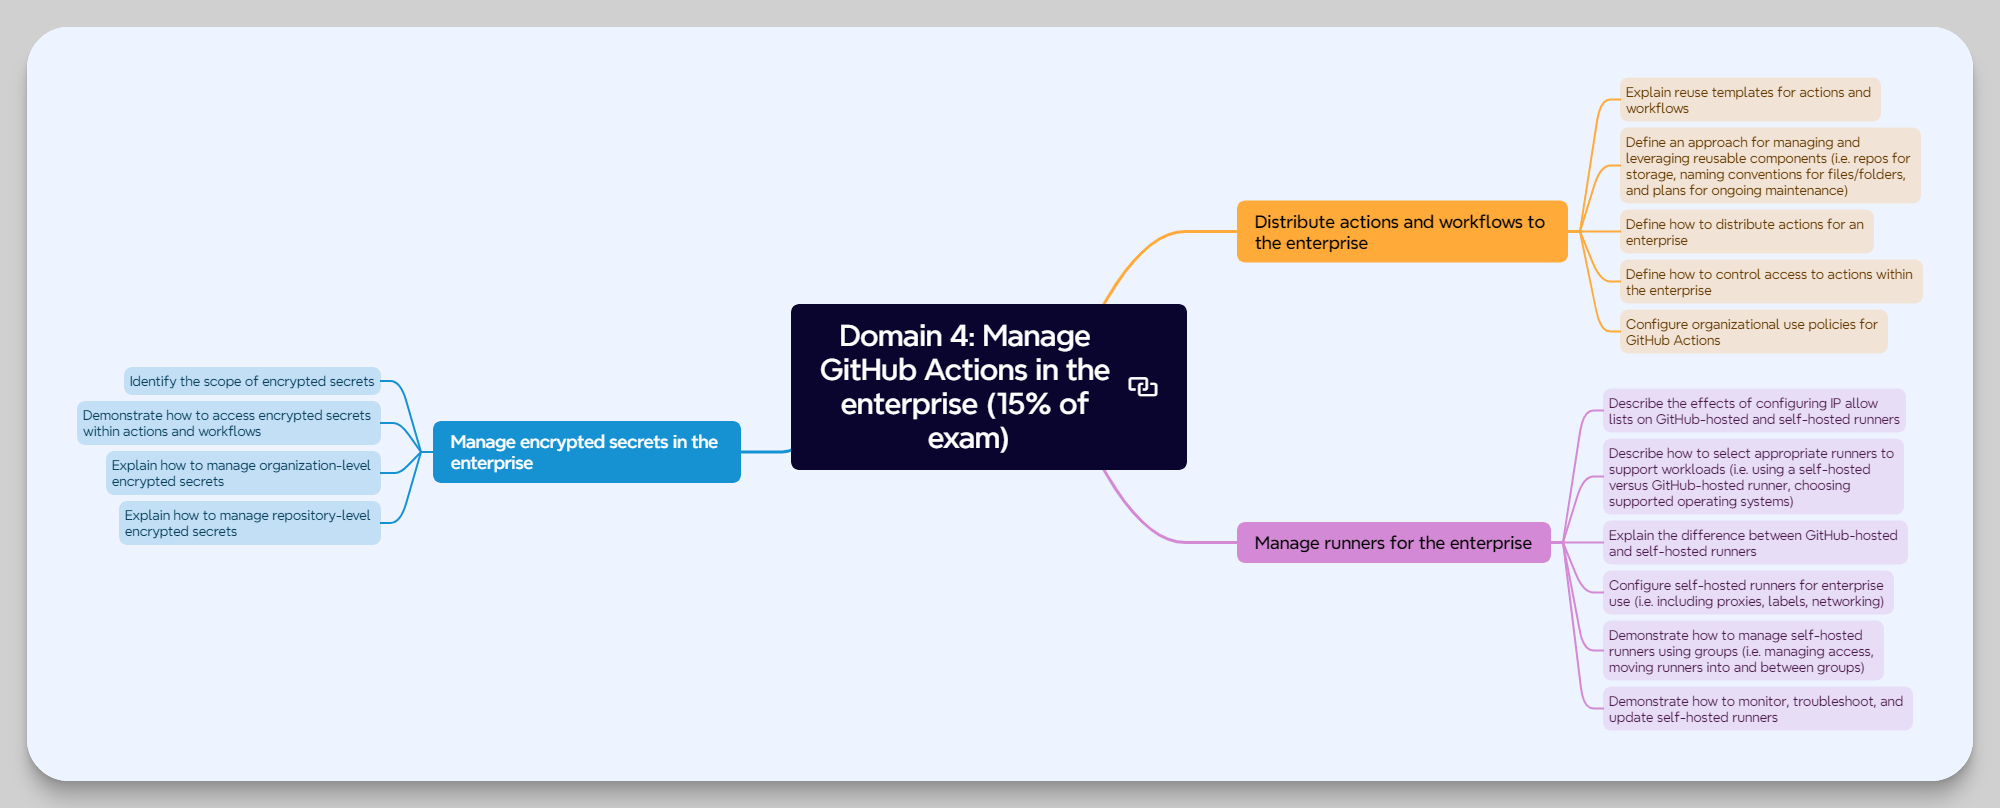 Domain 4: Manage
GitHub Actions in the
enterprise (15% of
exam)
Distribute actions and workflows to
the enterprise
Explain reuse templates for actions and
workflows
Define an approach for managing and
leveraging reusable components (i.e. repos for
storage, naming conventions for files/folders,
and plans for ongoing maintenance)
Define how to distribute actions for an
enterprise
Define how to control access to actions within
the enterprise
Configure organizational use policies for
GitHub Actions
Manage runners for the enterprise
Describe the effects of configuring IP allow
lists on GitHub-hosted and self-hosted runners
Describe how to select appropriate runners to
support workloads (i.e. using a self-hosted
versus GitHub-hosted runner, choosing
supported operating systems)
Explain the difference between GitHub-hosted
and self-hosted runners
Configure self-hosted runners for enterprise
use (i.e. including proxies, labels, networking)
Demonstrate how to manage self-hosted
runners using groups (i.e. managing access,
moving runners into and between groups)
Demonstrate how to monitor, troubleshoot, and
update self-hosted runners
Manage encrypted secrets in the
enterprise
Identify the scope of encrypted secrets
Demonstrate how to access encrypted secrets
within actions and workflows
Explain how to manage organization-level
encrypted secrets
Explain how to manage repository-level
encrypted secrets